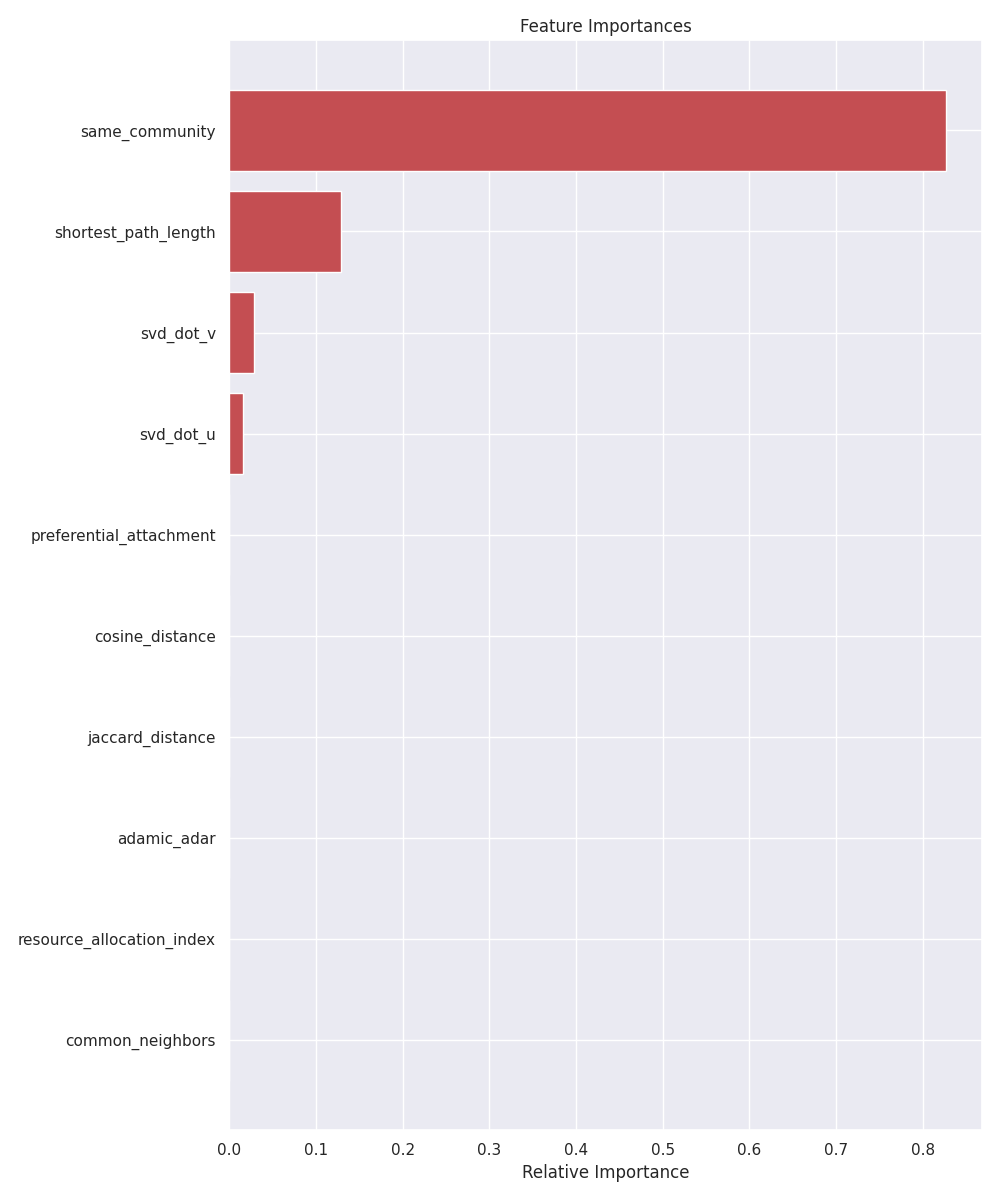 Feature Importances
same_community
shortest_path_length
svd_dot_v
svd_dot_u
preferential_attachment
cosine_distance
jaccard_distance
adamic_adar
resource_allocation_index
common_neighbors
0.0 0.1 0.2 0.3 0.4 0.5 0.6 0.7 0.8
Relative Importance